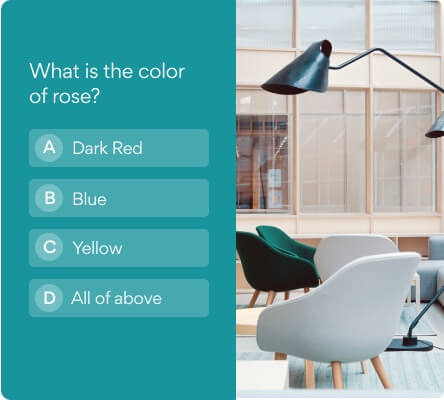 What is the color
of rose?
A Dark Red
B Blue
C Yellow
D All of above